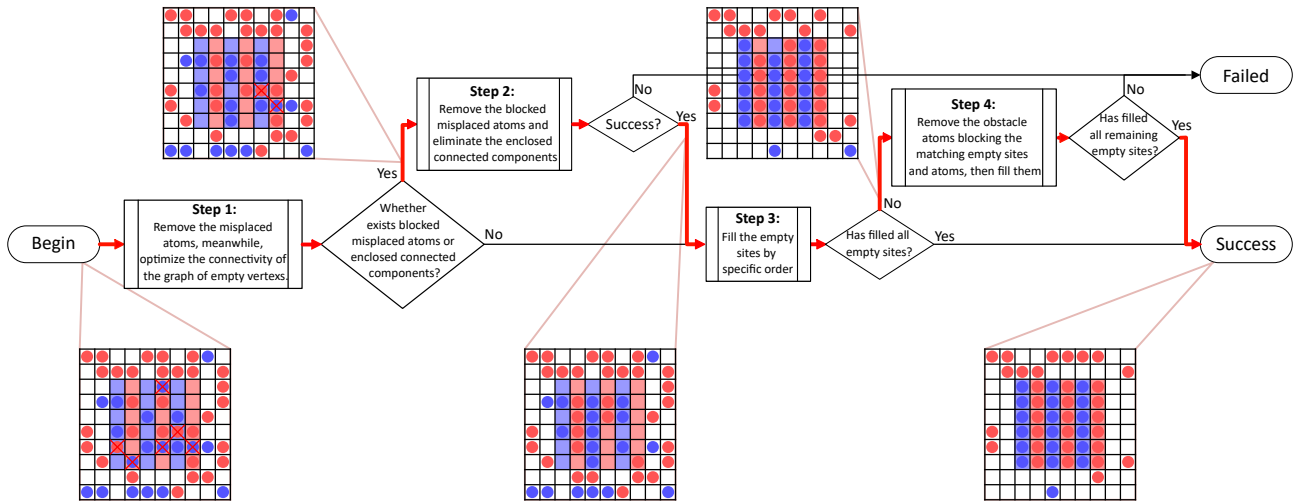 Begin
Step 1:
Remove the misplaced
atoms, meanwhile,
optimize the connectivity
of the graph of empty vertexs.
Whether
exists blocked
misplaced atoms or
enclosed connected
components?
Yes
No
Step 2:
Remove the blocked
misplaced atoms and
eliminate the enclosed
connected components
Success?
No
Yes
Step 3:
Fill the empty
sites by
specific order
Has filled all
empty sites?
No
Yes
Step 4:
Remove the obstacle
atoms blocking the
matching empty sites
and atoms, then fill them
Has filled
all remaining
empty sites?
No
Yes
Failed
Success